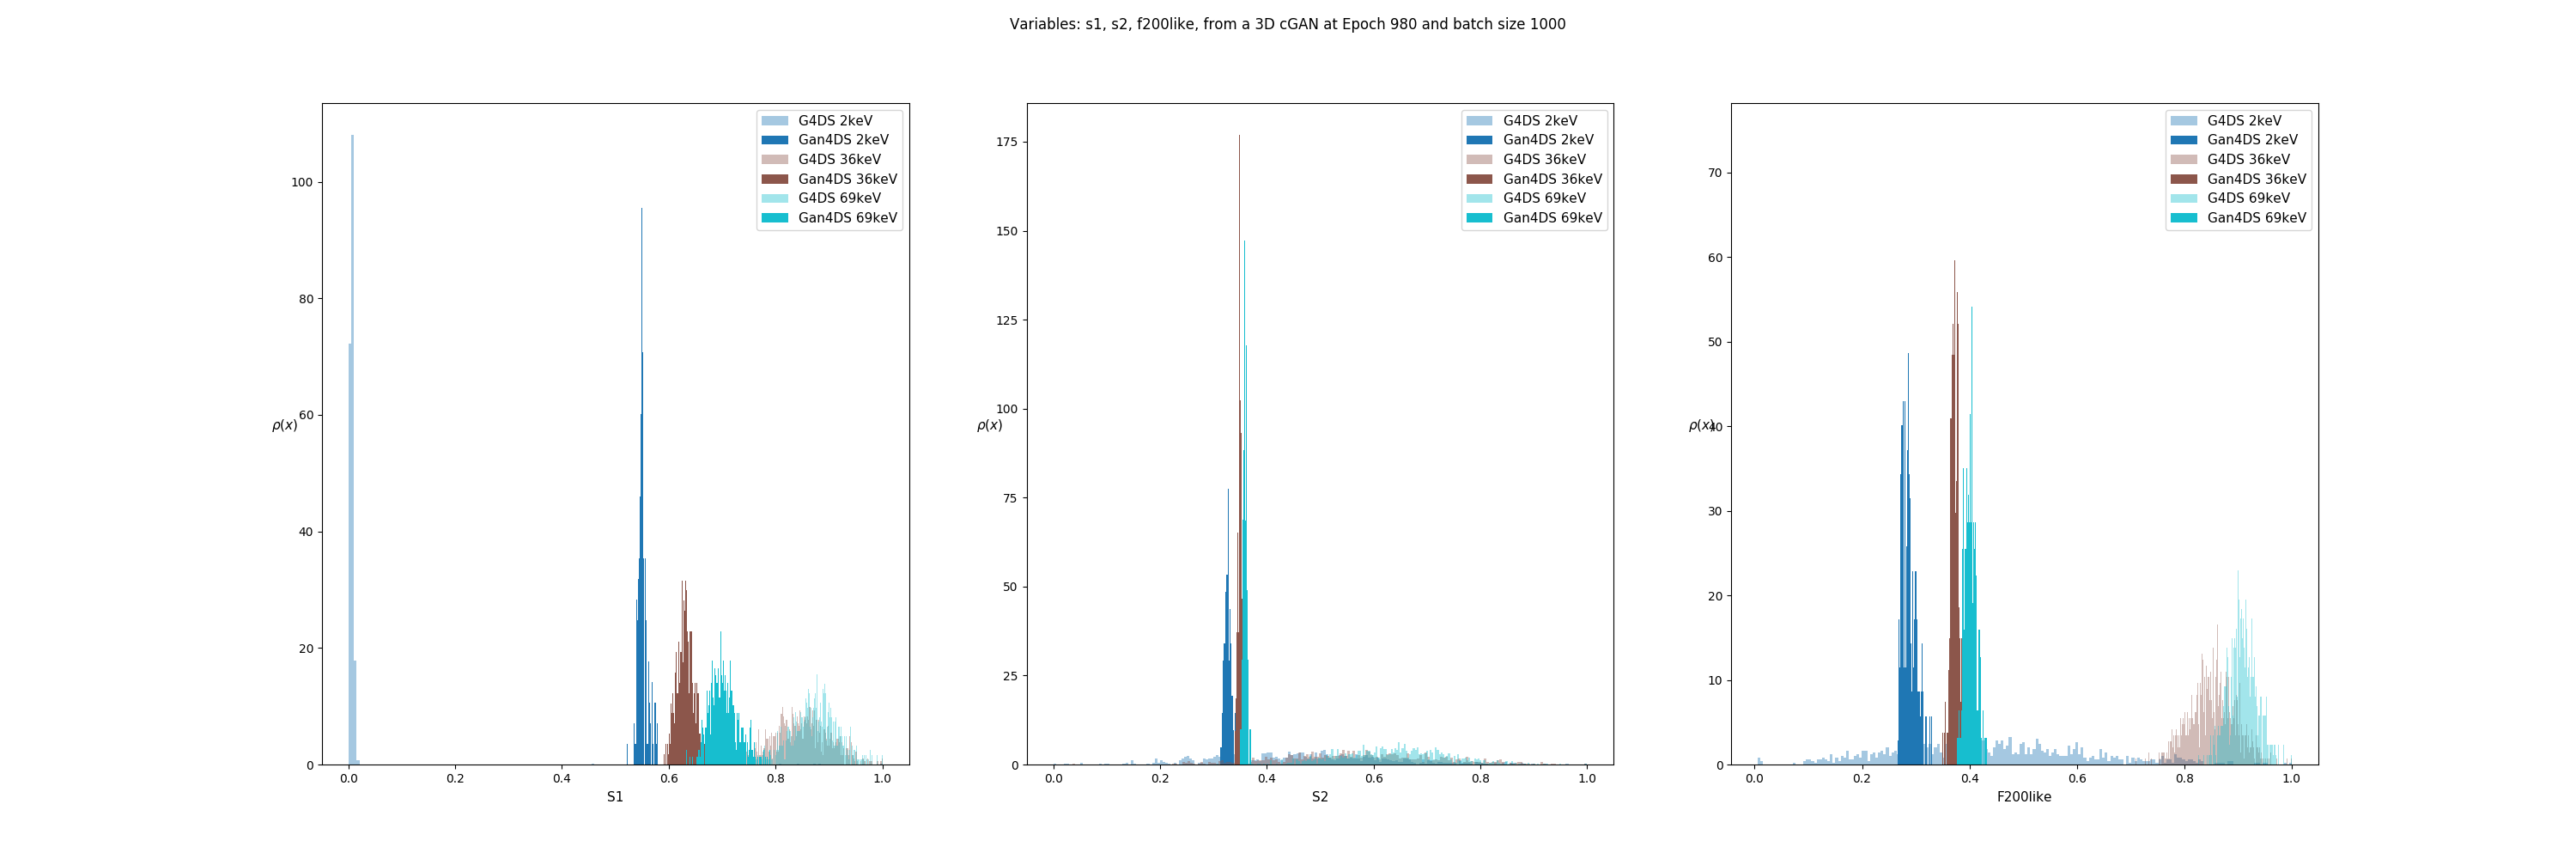 Variables: s1, s2, f200like, from a 3D cGAN at Epoch 980 and batch size 1000
G4DS 2keV
Gan4DS 2keV
G4DS 36keV
Gan4DS 36keV
G4DS 69keV
Gan4DS 69keV
100
80
60
40
20
0
ρ(x)
0.0 0.2 0.4 0.6 0.8 1.0
S1
G4DS 2keV
Gan4DS 2keV
G4DS 36keV
Gan4DS 36keV
G4DS 69keV
Gan4DS 69keV
175
150
125
100
75
50
25
0
ρ(x)
0.0 0.2 0.4 0.6 0.8 1.0
S2
G4DS 2keV
Gan4DS 2keV
G4DS 36keV
Gan4DS 36keV
G4DS 69keV
Gan4DS 69keV
70
60
50
40
30
20
10
0
ρ(x)
0.0 0.2 0.4 0.6 0.8 1.0
F200like